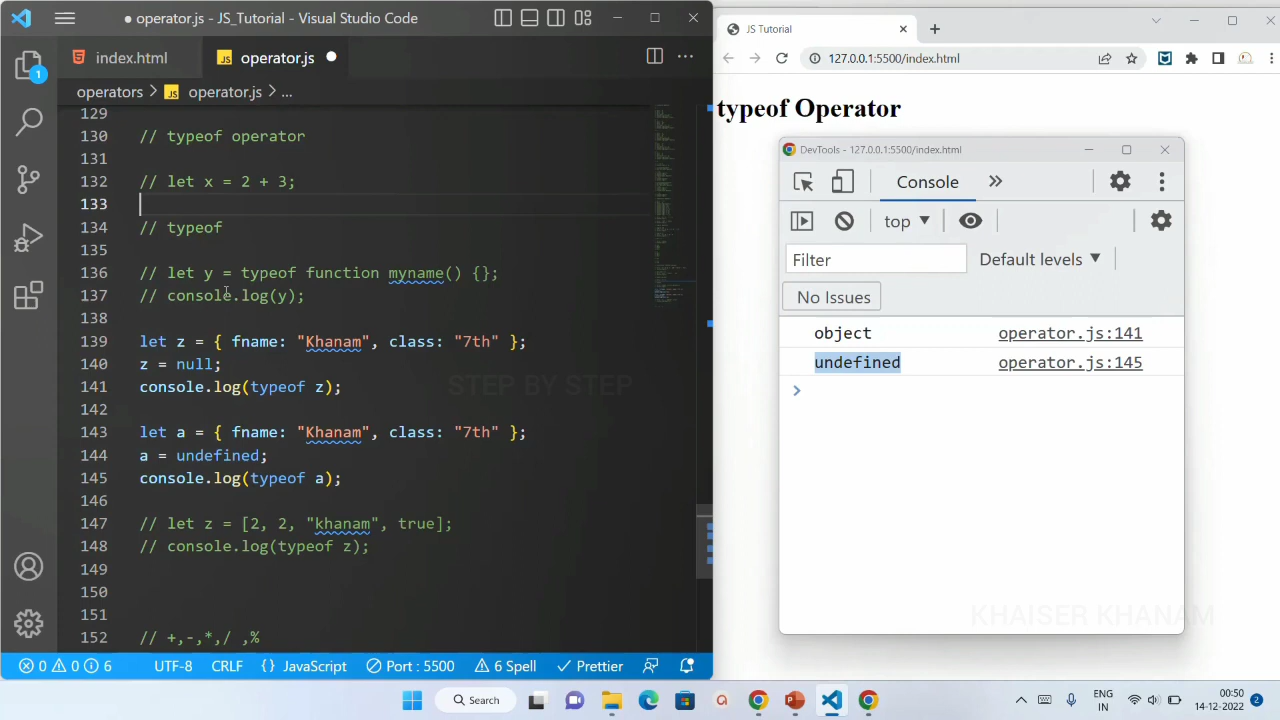 ● operator.js - JS_Tutorial - Visual Studio Code
index.html
JS operator.js
1
operators > JS operator.js > ...
129
130 // typeof operator
131
132 // let x = 2 + 3;
133
134 // typeof
135
136 // let y = typeof function myname() {};
137 // console.log(y);
138
139 let z = { fname: "Khanam", class: "7th" };
140 z = null;
141 console.log(typeof z);
142
143 let a = { fname: "Khanam", class: "7th" };
144 a = undefined;
145 console.log(typeof a);
146
147 // let z = [2, 2, "khanam", true];
148 // console.log(typeof z);
149
150
151
152 // +,-,*,/ ,%
STEP BY STEP
0 0 6 UTF-8 CRLF {} JavaScript Port : 5500 6 Spell Prettier
JS Tutorial
127.0.0.1:5500/index.html
typeof Operator
DevTools - 127.0.0.1:5500/index.html
Console
top
Filter Default levels
No Issues
object operator.js:141
undefined operator.js:145
KHAISER KHANAM
Search
ENG
IN
00:50
14-12-2022
2